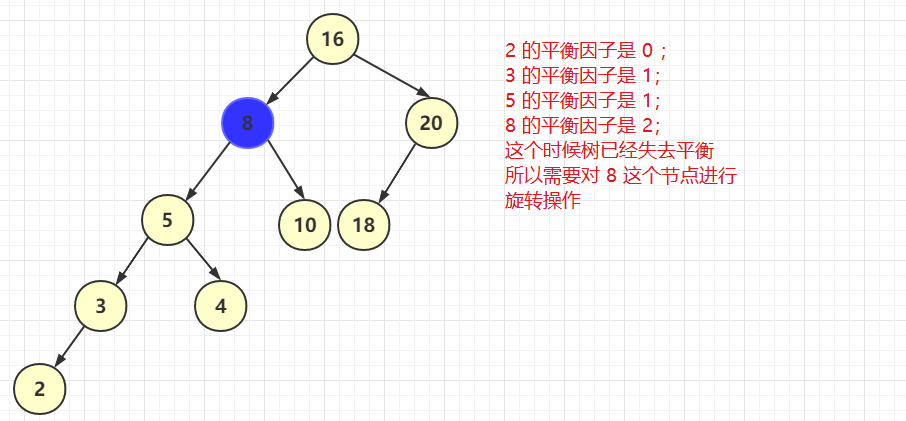 16
8
20
5
10
18
3
4
2
2 的平衡因子是 0 ;
3 的平衡因子是 1;
5 的平衡因子是 1;
8 的平衡因子是 2;
这个时候树已经失去平衡
所以需要对 8 这个节点进行
旋转操作